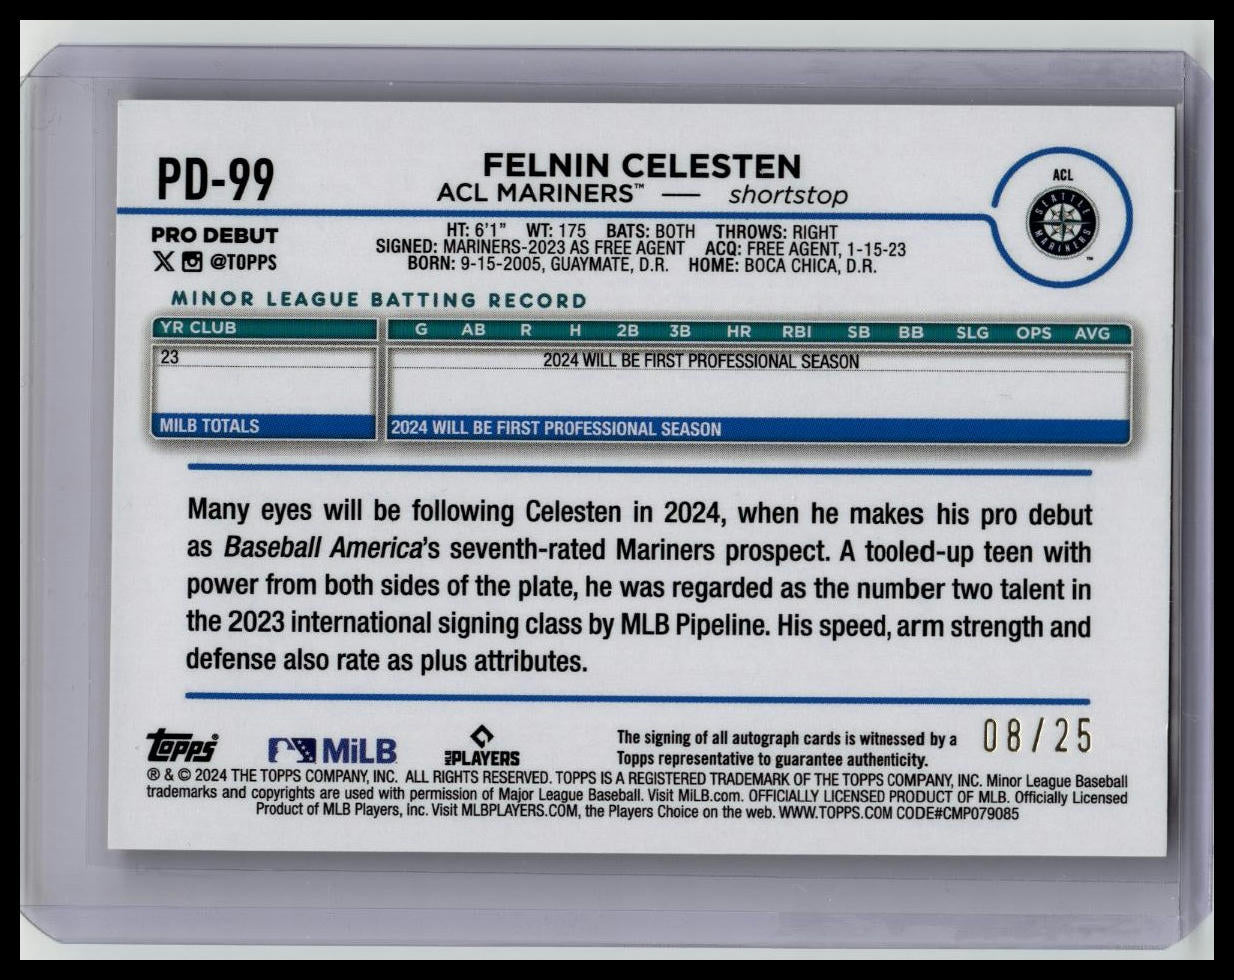 PD-99
FELNIN CELESTEN
ACL MARINERS™ — shortstop
ACL
SEATTLE
MARINERS
™
PRO DEBUT
@TOPPS
HT: 6'1" WT: 175 BATS: BOTH THROWS: RIGHT
SIGNED: MARINERS-2023 AS FREE AGENT ACQ: FREE AGENT, 1-15-23
BORN: 9-15-2005, GUAYMATE, D.R. HOME: BOCA CHICA, D.R.
MINOR LEAGUE BATTING RECORD
YR CLUB G AB R H 2B 3B HR RBI SB BB SLG OPS AVG
23 2024 WILL BE FIRST PROFESSIONAL SEASON
MILB TOTALS 2024 WILL BE FIRST PROFESSIONAL SEASON
Many eyes will be following Celesten in 2024, when he makes his pro debut
as Baseball America's seventh-rated Mariners prospect. A tooled-up teen with
power from both sides of the plate, he was regarded as the number two talent in
the 2023 international signing class by MLB Pipeline. His speed, arm strength and
defense also rate as plus attributes.
Topps MiLB PLAYERS
The signing of all autograph cards is witnessed by a
Topps representative to guarantee authenticity.
08/25
® & © 2024 THE TOPPS COMPANY, INC. ALL RIGHTS RESERVED. TOPPS IS A REGISTERED TRADEMARK OF THE TOPPS COMPANY, INC. Minor League Baseball
trademarks and copyrights are used with permission of Major League Baseball. Visit MiLB.com. OFFICIALLY LICENSED PRODUCT OF MLB. Officially Licensed
Product of MLB Players, Inc. Visit MLBPLAYERS.COM, the Players Choice on the web. WWW.TOPPS.COM CODE#CMP079085